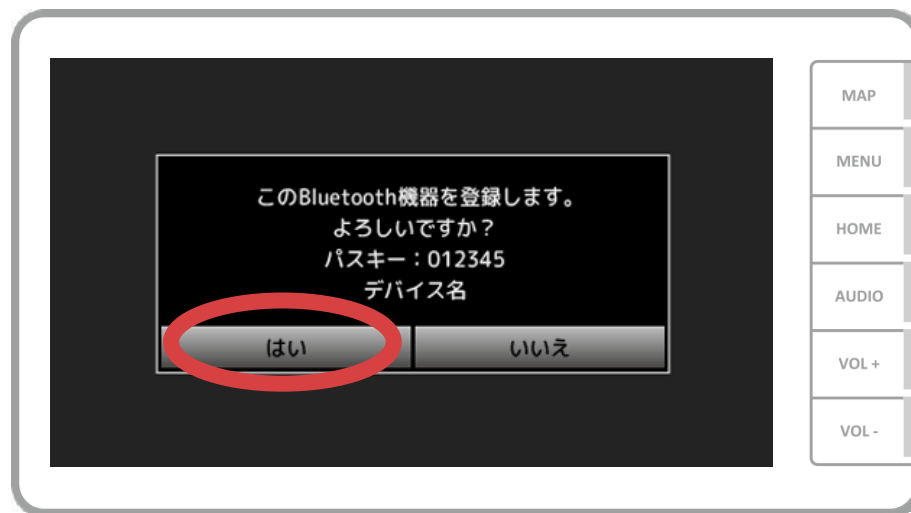 このBluetooth機器を登録します。
よろしいですか？
パスキー：012345
デバイス名
はい
いいえ
MAP
MENU
HOME
AUDIO
VOL +
VOL -